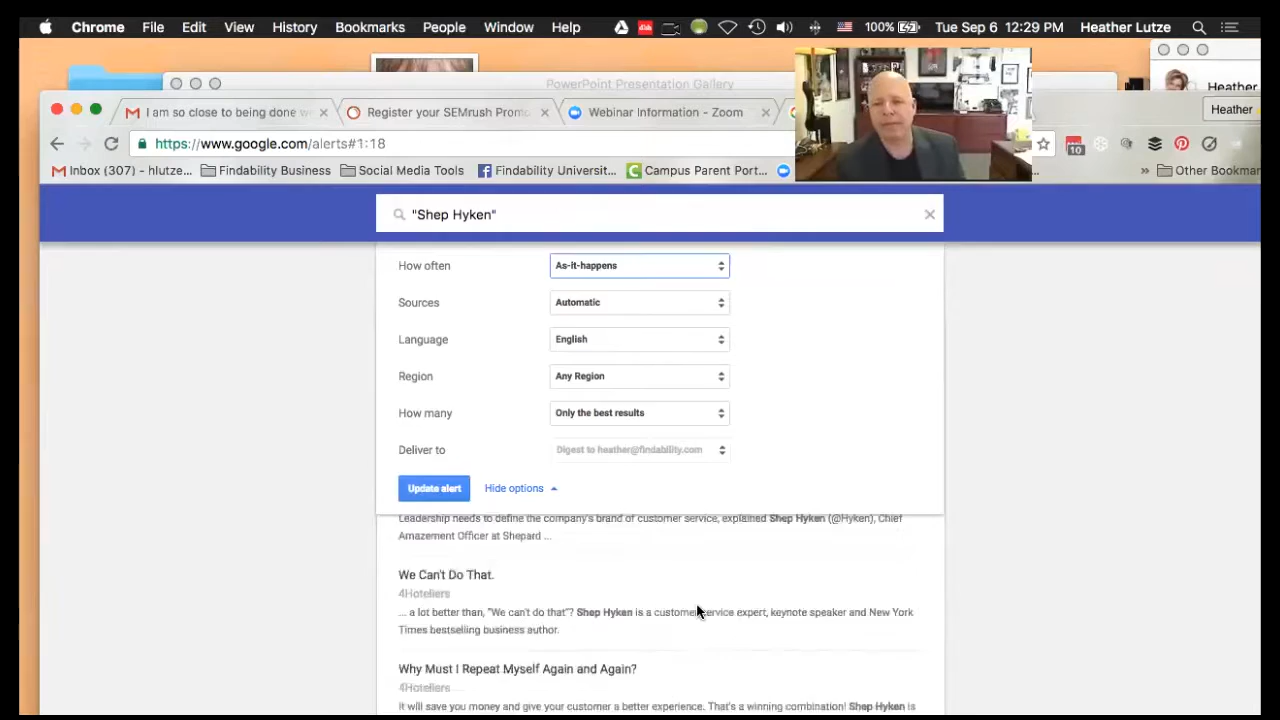 Chrome File Edit View History Bookmarks People Window Help 100% Tue Sep 6 12:29 PM Heather Lutze
PowerPoint Presentation Gallery
Heather
I am so close to being done w
Register your SEMrush Promo
Webinar Information - Zoom
Heather
https://www.google.com/alerts#1:18
10
Inbox (307) - hlutze...
Findability Business
Social Media Tools
Findability Universit...
Campus Parent Port...
»
Other Bookmar
"Shep Hyken"
How often As-it-happens
Sources Automatic
Language English
Region Any Region
How many Only the best results
Deliver to Digest to heather@findability.com
Update alert Hide options
Leadership needs to define the company's brand of customer service, explained Shep Hyken (@Hyken), Chief
Amazement Officer at Shepard ...
We Can't Do That.
4Hoteliers
... a lot better than, "We can't do that"? Shep Hyken is a customer service expert, keynote speaker and New York
Times bestselling business author.
Why Must I Repeat Myself Again and Again?
4Hoteliers
It will save you money and give your customer a better experience. That's a winning combination! Shep Hyken is